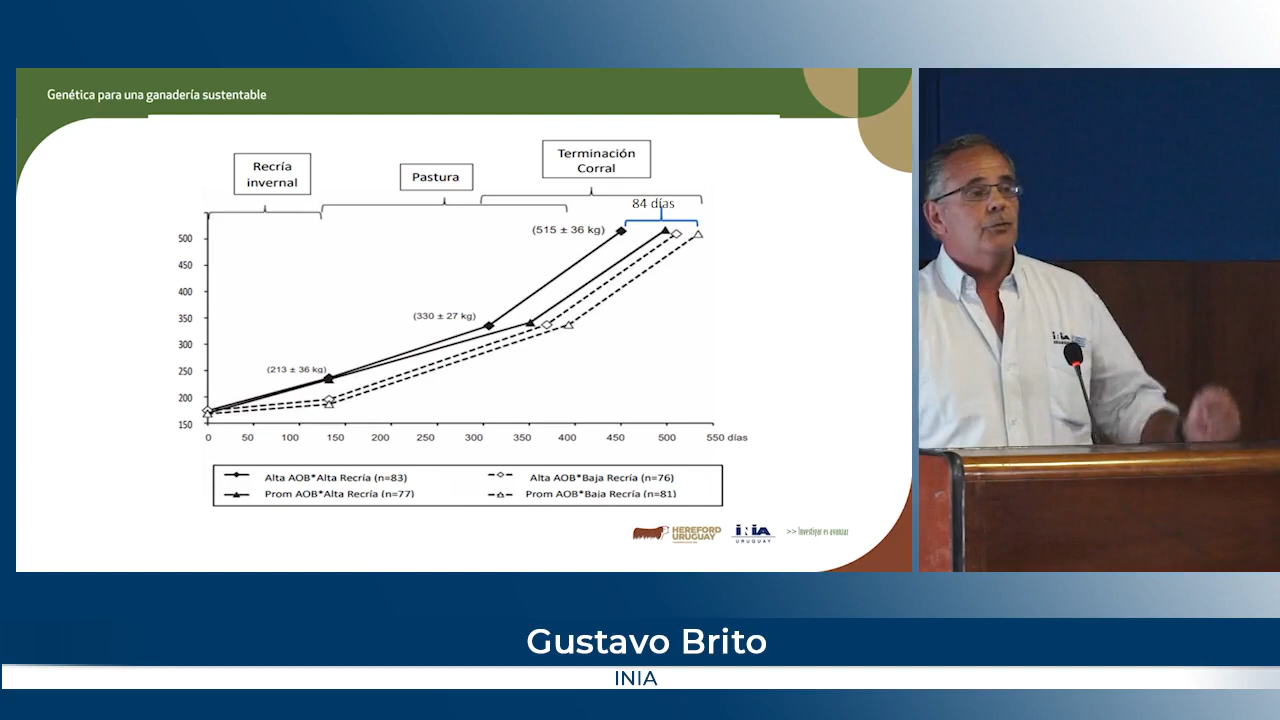 Genética para una ganadería sustentable
Recría
invernal
Pastura
Terminación
Corral
84 días
(515 ± 36 kg)
(330 ± 27 kg)
(213 ± 36 kg)
500
450
400
350
300
250
200
150
0 50 100 150 200 250 300 350 400 450 500 550 días
Alta AOB*Alta Recría (n=83)
Alta AOB*Baja Recría (n=76)
Prom AOB*Alta Recría (n=77)
Prom AOB*Baja Recría (n=81)
HEREFORD
URUGUAY
INIA
URUGUAY
>> Investigar es avanzar
Gustavo Brito
INIA